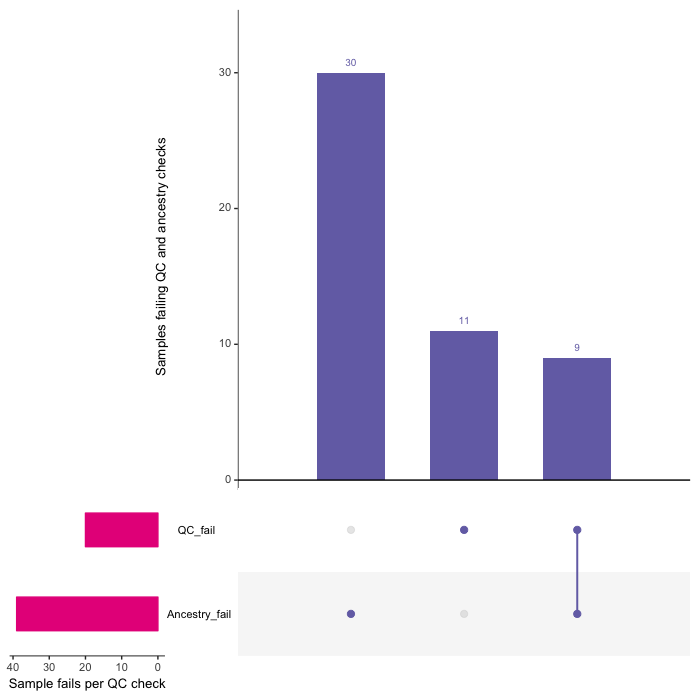 30
30
20
11
9
10
0
Samples failing QC and ancestry checks
QC_fail
Ancestry_fail
40 30 20 10 0
Sample fails per QC check